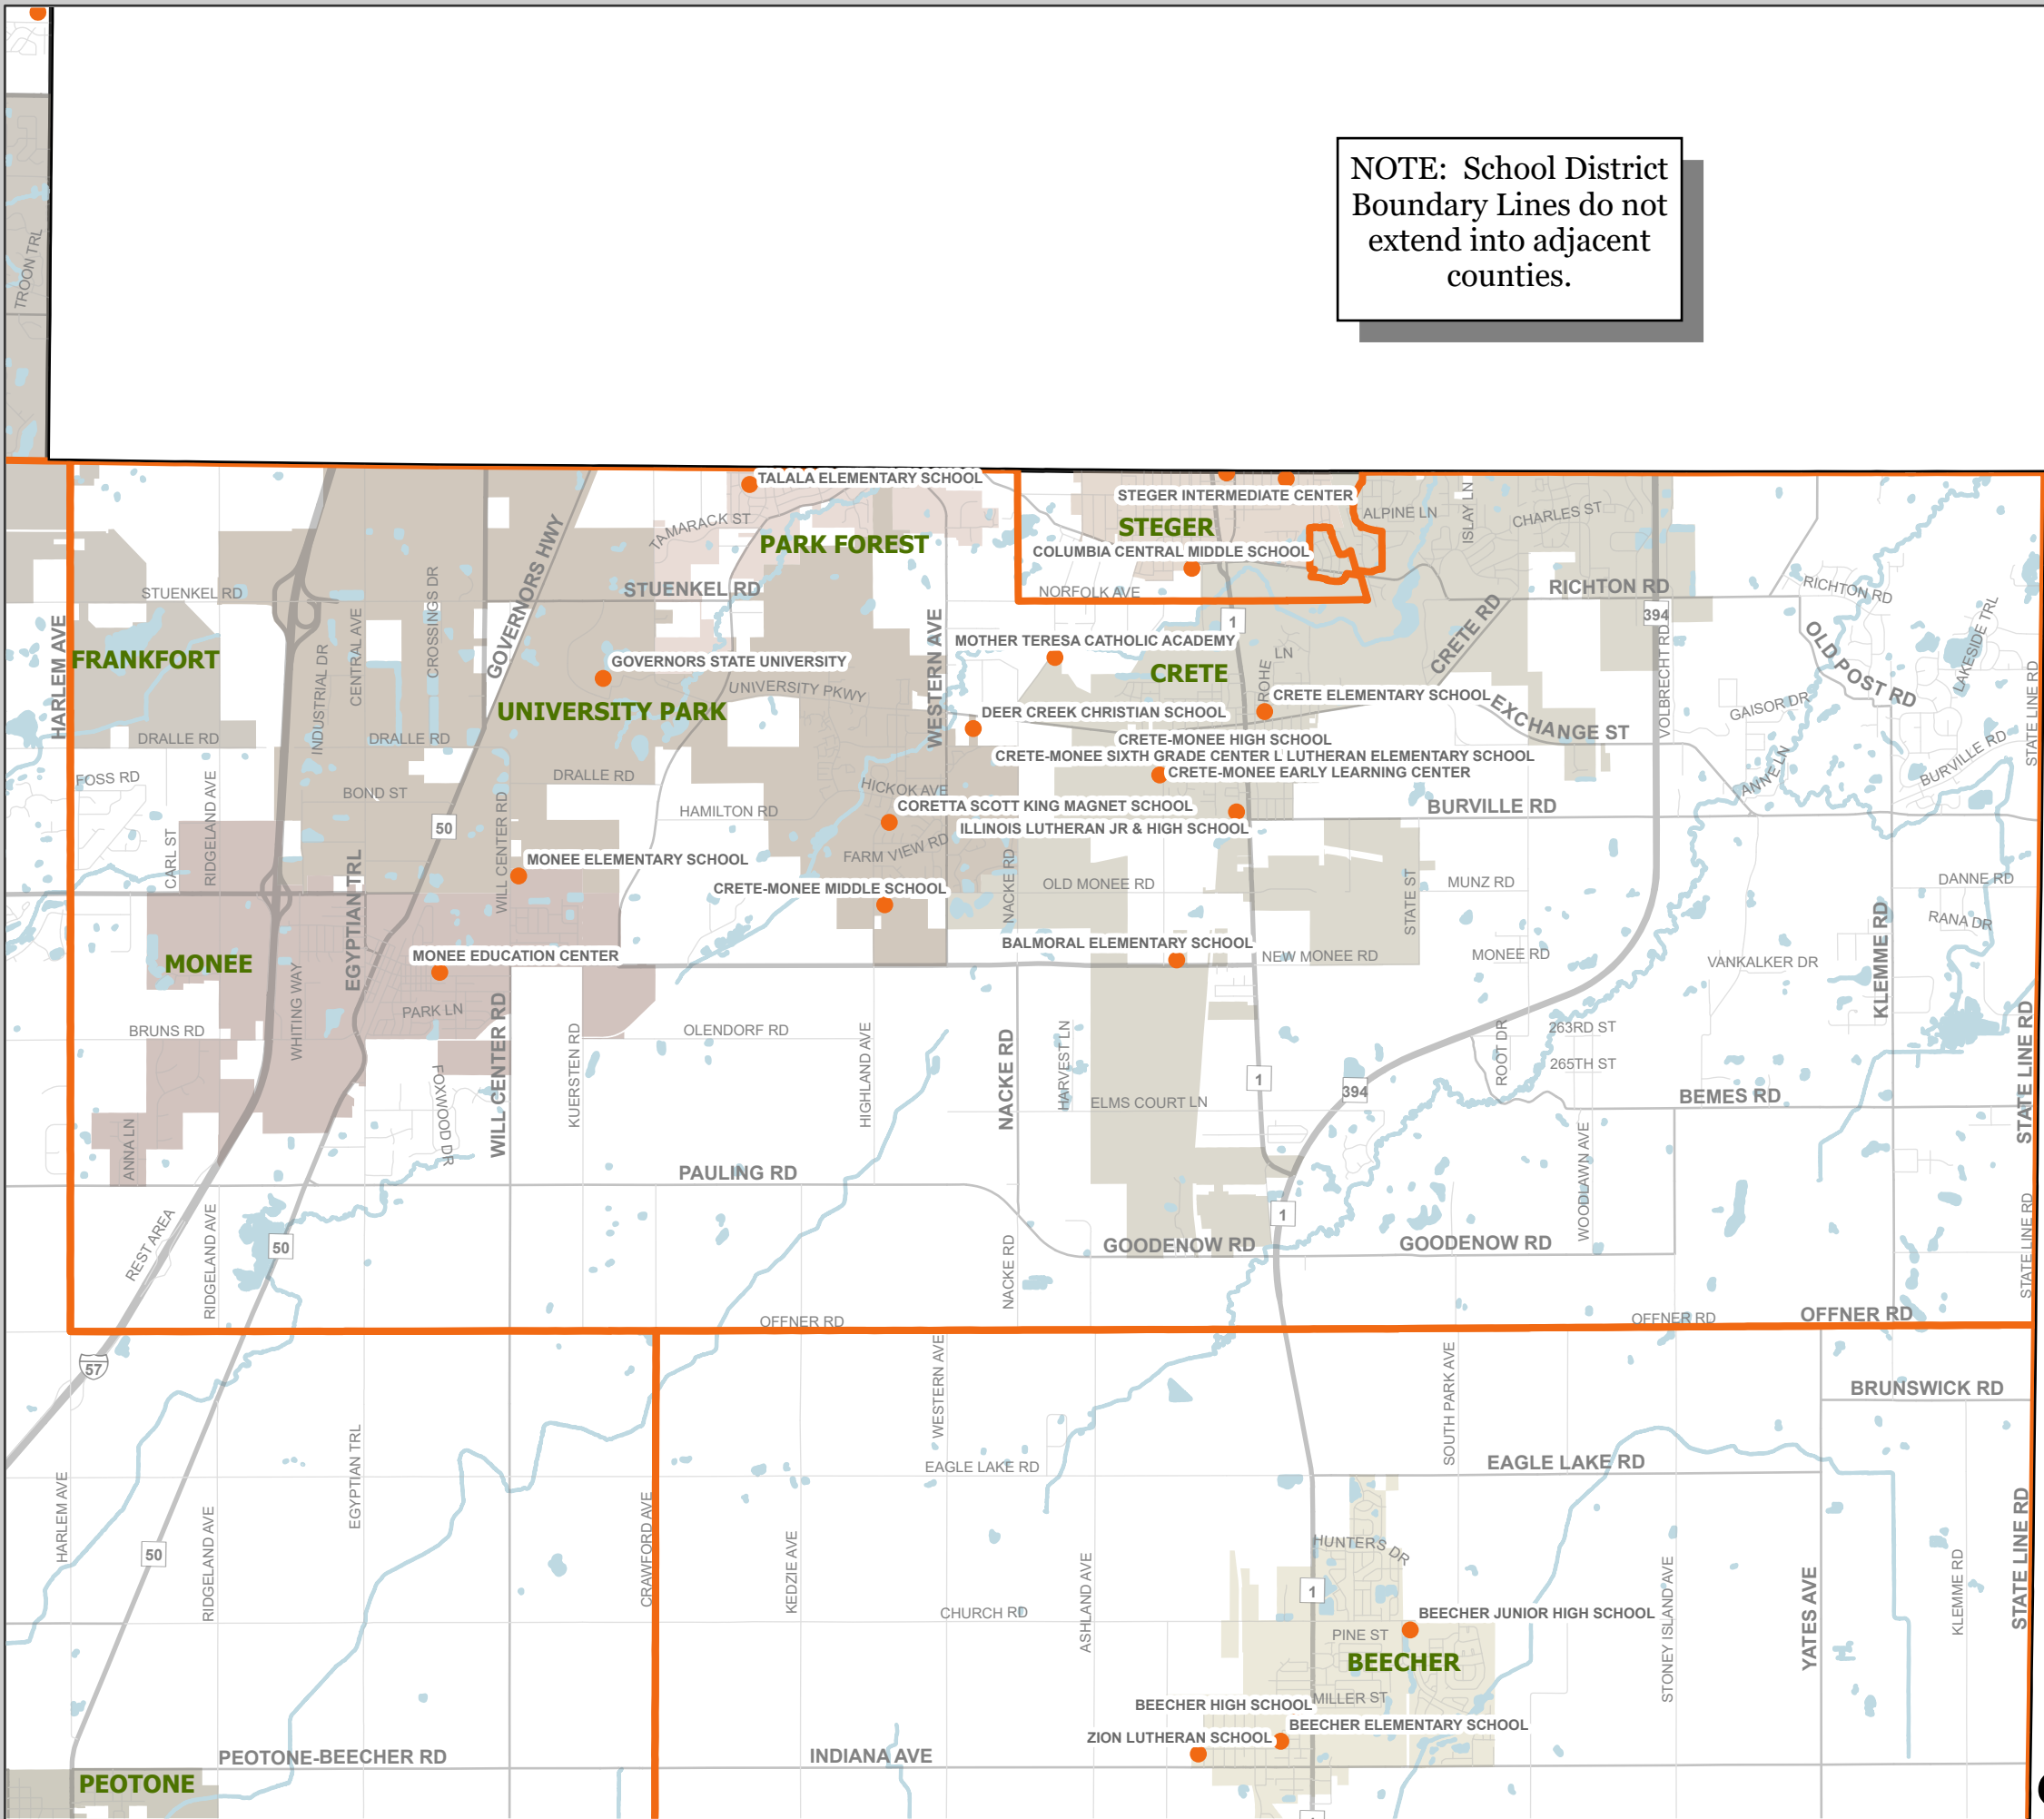 NOTE: School District
Boundary Lines do not
extend into adjacent
counties.
TROON TRL
TALALA ELEMENTARY SCHOOL
STEGER INTERMEDIATE CENTER
STEGER
ALPINE LN
ISLAY LN
CHARLES ST
TAMARACK ST
PARK FOREST
COLUMBIA CENTRAL MIDDLE SCHOOL
STUENKEL RD
STUENKEL RD
NORFOLK AVE
RICHTON RD
RICHTON RD
HARLEM AVE
FRANKFORT
INDUSTRIAL DR
CENTRAL AVE
CROSSINGS DR
GOVERNORS HWY
GOVERNORS STATE UNIVERSITY
UNIVERSITY PKWY
UNIVERSITY PARK
WESTERN AVE
1
394
MOTHER TERESA CATHOLIC ACADEMY
CRETE
ROHE
LN
CRETE RD
VOLBRECHT RD
OLD POST RD
LAKESIDE TRL
STATE LINE RD
CRETE ELEMENTARY SCHOOL
DEER CREEK CHRISTIAN SCHOOL
EXCHANGE ST
GAISOR DR
DRALLE RD
DRALLE RD
DRALLE RD
CRETE-MONEE HIGH SCHOOL
CRETE-MONEE SIXTH GRADE CENTER L LUTHERAN ELEMENTARY SCHOOL
CRETE-MONEE EARLY LEARNING CENTER
FOSS RD
BOND ST
HICKOK AVE
ANNE LN
BURVILLE RD
HAMILTON RD
CORETTA SCOTT KING MAGNET SCHOOL
BURVILLE RD
50
ILLINOIS LUTHERAN JR & HIGH SCHOOL
CARL ST
RIDGELAND AVE
WILL CENTER RD
FARM VIEW RD
MONEE ELEMENTARY SCHOOL
CRETE-MONEE MIDDLE SCHOOL
NACKE RD
OLD MONEE RD
STATE ST
MUNZ RD
DANNE RD
RANA DR
EGYPTIAN TRL
MONEE
MONEE EDUCATION CENTER
BALMORAL ELEMENTARY SCHOOL
NEW MONEE RD
MONEE RD
VANKALKER DR
KLEMME RD
WHITING WAY
PARK LN
BRUNS RD
OLENDORF RD
263RD ST
265TH ST
ROOT DR
FOXWOOD DR
WILL CENTER RD
KUERSTEN RD
HIGHLAND AVE
NACKE RD
HARVEST LN
1
394
ELMS COURT LN
BEMES RD
STATE LINE RD
ANNA LN
PAULING RD
WOODLAWN AVE
REST AREA
RIDGELAND AVE
50
1
NACKE RD
GOODENOW RD
GOODENOW RD
STATE LINE RD
OFFNER RD
OFFNER RD
OFFNER RD
57
WESTERN AVE
SOUTH PARK AVE
BRUNSWICK RD
EAGLE LAKE RD
EAGLE LAKE RD
HARLEM AVE
50
RIDGELAND AVE
EGYPTIAN TRL
CRAWFORD AVE
KEDZIE AVE
ASHLAND AVE
HUNTERS DR
1
STONEY ISLAND AVE
YATES AVE
KLEMME RD
STATE LINE RD
CHURCH RD
BEECHER JUNIOR HIGH SCHOOL
PINE ST
BEECHER
MILLER ST
BEECHER HIGH SCHOOL
BEECHER ELEMENTARY SCHOOL
ZION LUTHERAN SCHOOL
PEOTONE-BEECHER RD
INDIANA AVE
PEOTONE